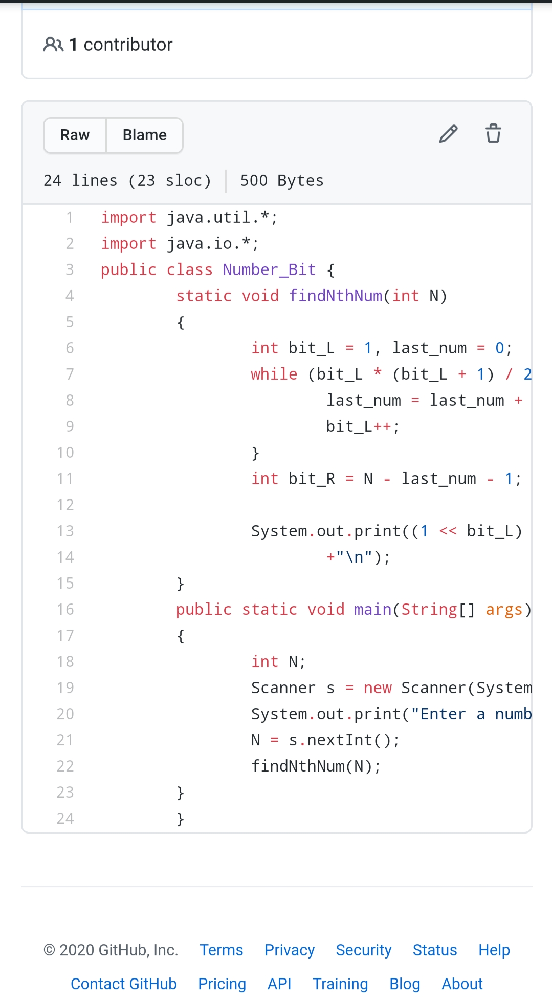 1 contributor
Raw Blame
24 lines (23 sloc) 500 Bytes
1 import java.util.*;
2 import java.io.*;
3 public class Number_Bit {
4 static void findNthNum(int N)
5 {
6 int bit_L = 1, last_num = 0;
7 while (bit_L * (bit_L + 1) / 2
8 last_num = last_num +
9 bit_L++;
10 }
11 int bit_R = N - last_num - 1;
12
13 System.out.print((1 << bit_L)
14 +"\n");
15 }
16 public static void main(String[] args)
17 {
18 int N;
19 Scanner s = new Scanner(System
20 System.out.print("Enter a numb
21 N = s.nextInt();
22 findNthNum(N);
23 }
24 }
© 2020 GitHub, Inc. Terms Privacy Security Status Help
Contact GitHub Pricing API Training Blog About